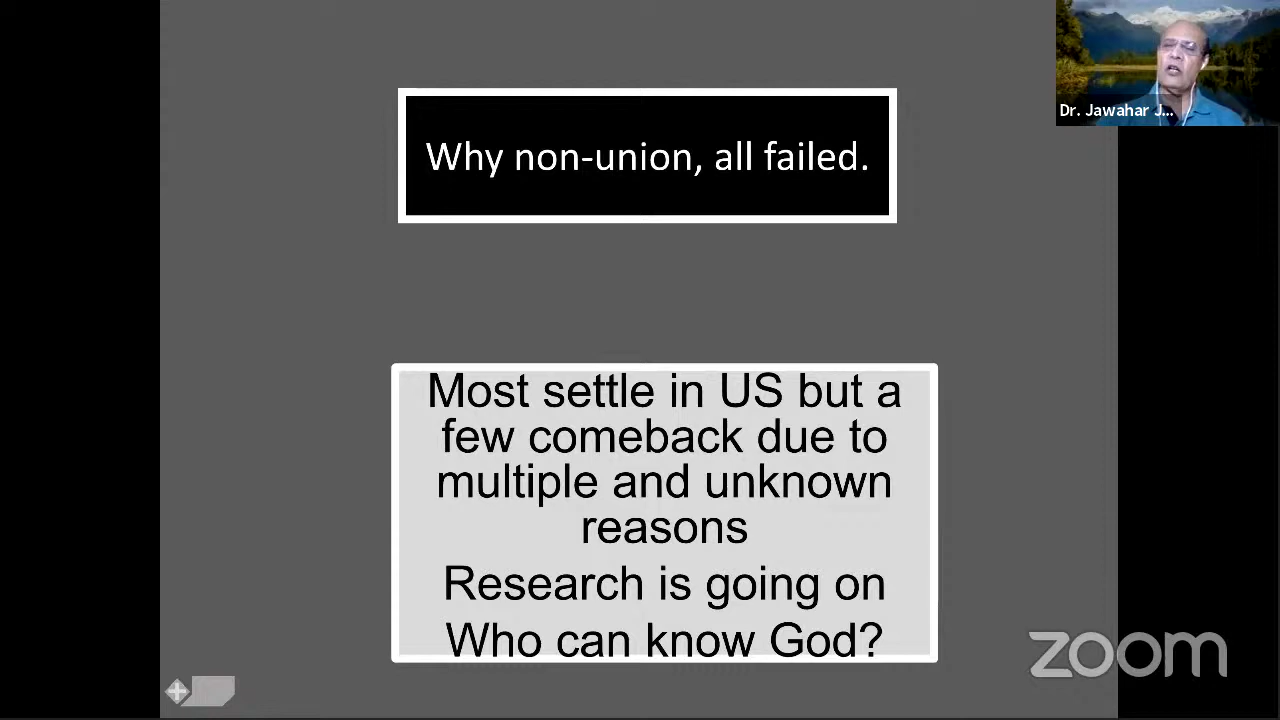 Dr. Jawahar J...
Why non-union, all failed.
Most settle in US but a
few comeback due to
multiple and unknown
reasons
Research is going on
Who can know God?
zoom